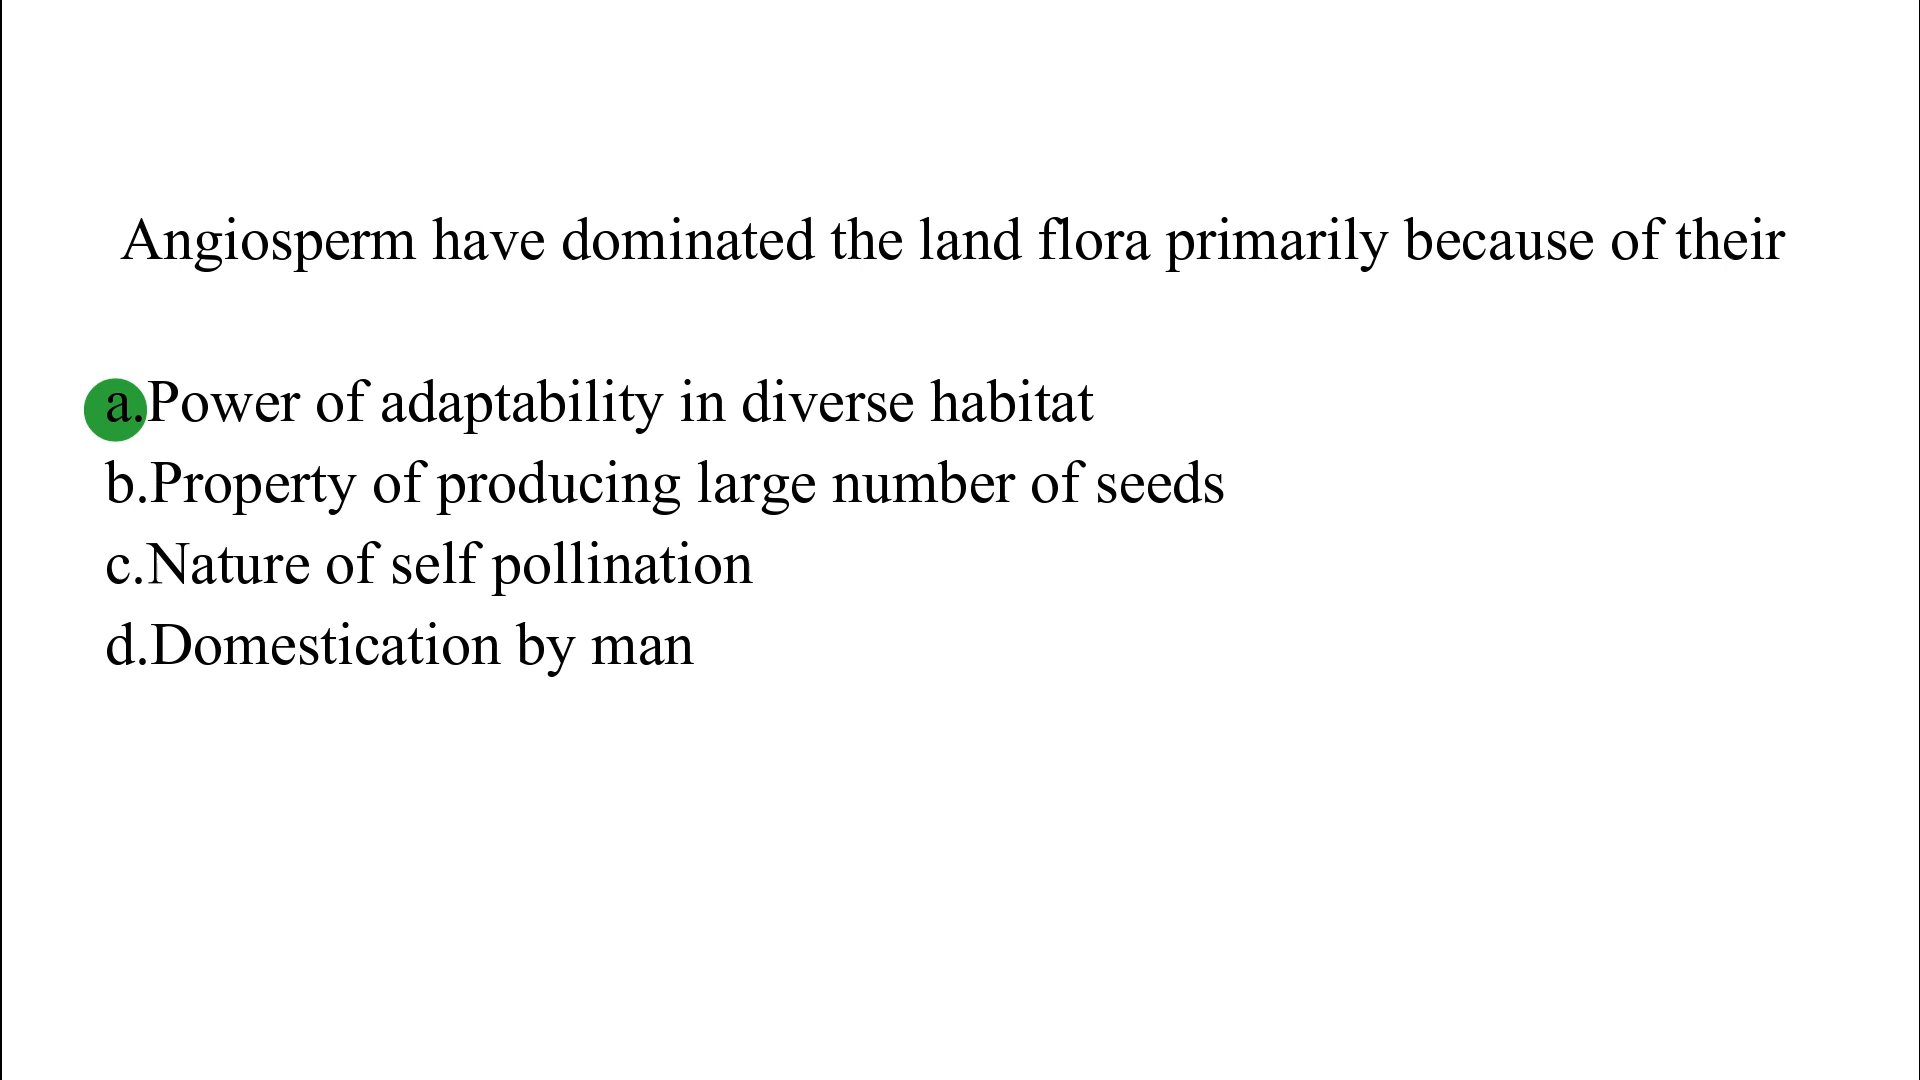 Angiosperm have dominated the land flora primarily because of their
a.Power of adaptability in diverse habitat
b.Property of producing large number of seeds
c.Nature of self pollination
d.Domestication by man